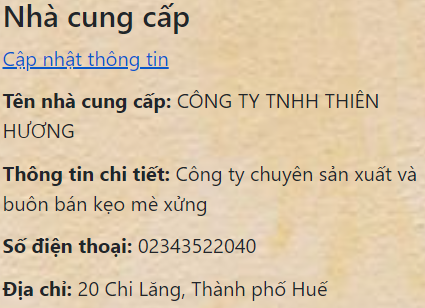 Nhà cung cấp
Cập nhật thông tin
Tên nhà cung cấp: CÔNG TY TNHH THIÊN
HƯƠNG
Thông tin chi tiết: Công ty chuyên sản xuất và
buôn bán kẹo mè xửng
Số điện thoại: 02343522040
Địa chỉ: 20 Chi Lăng, Thành phố Huế